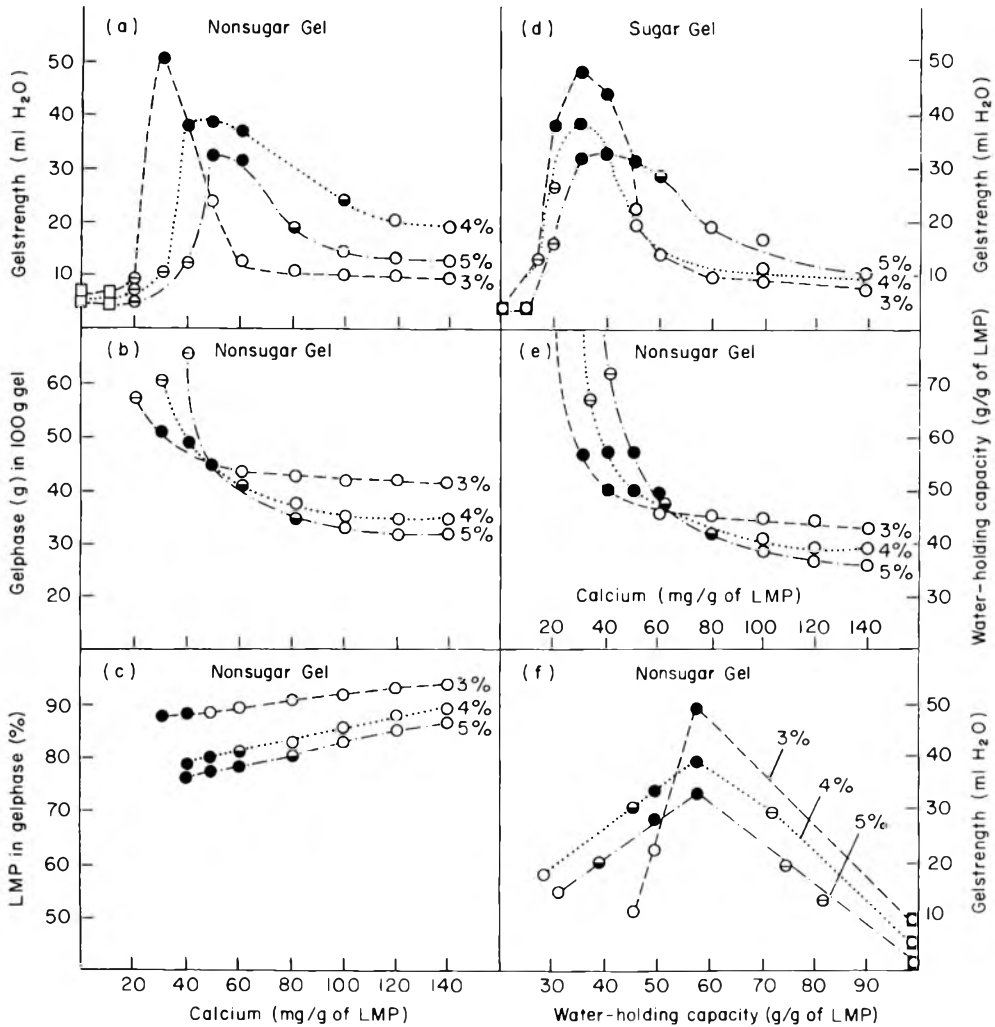 (a) Nonsugar Gel
Gelstrength (ml H₂O)
50
40
30
20
10
4%
5%
3%
(d) Sugar Gel
50
40
30
20
10
Gelstrength (ml H₂O)
5%
4%
3%
(b) Nonsugar Gel
Gelphase (g) in 100g gel
60
50
40
30
20
3%
4%
5%
(e) Nonsugar Gel
70
60
50
40
30
20
Water-holding capacity (g/g of LMP)
3%
4%
5%
Calcium (mg/g of LMP)
20 40 60 80 100 120 140
(c) Nonsugar Gel
LMP in gelphase (%)
90
80
70
60
50
3%
4%
5%
20 40 60 80 100 120 140
Calcium (mg/g of LMP)
(f) Nonsugar Gel
50
40
30
20
10
Gelstrength (ml H₂O)
3%
4%
5%
30 40 50 60 70 80 90
Water-holding capacity (g/g of LMP)